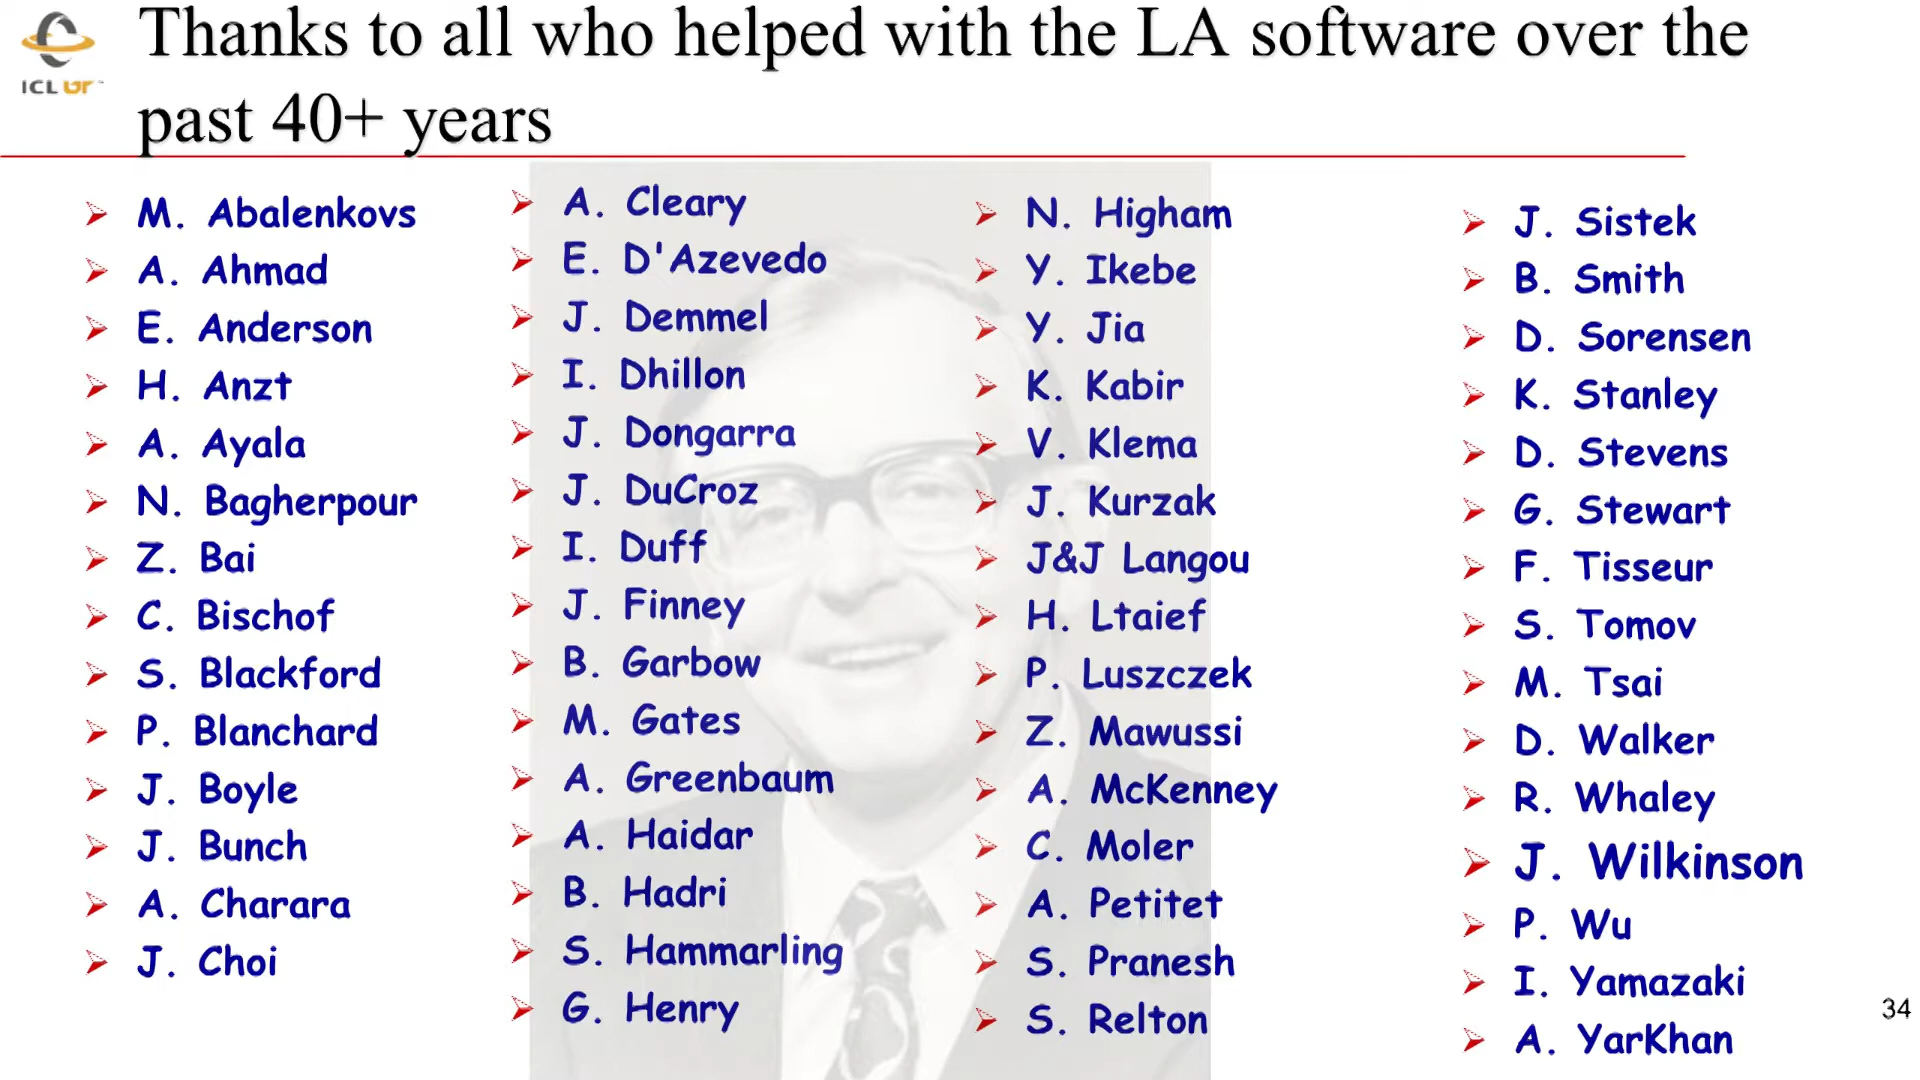 Thanks to all who helped with the LA software over the
past 40+ years
ICL UT
M. Abalenkovs
A. Ahmad
E. Anderson
H. Anzt
A. Ayala
N. Bagherpour
Z. Bai
C. Bischof
S. Blackford
P. Blanchard
J. Boyle
J. Bunch
A. Charara
J. Choi
A. Cleary
E. D'Azevedo
J. Demmel
I. Dhillon
J. Dongarra
J. DuCroz
I. Duff
J. Finney
B. Garbow
M. Gates
A. Greenbaum
A. Haidar
B. Hadri
S. Hammarling
G. Henry
N. Higham
Y. Ikebe
Y. Jia
K. Kabir
V. Klema
J. Kurzak
J&J Langou
H. Ltaief
P. Luszczek
Z. Mawussi
A. McKenney
C. Moler
A. Petitet
S. Pranesh
S. Relton
J. Sistek
B. Smith
D. Sorensen
K. Stanley
D. Stevens
G. Stewart
F. Tisseur
S. Tomov
M. Tsai
D. Walker
R. Whaley
J. Wilkinson
P. Wu
I. Yamazaki
A. YarKhan
34